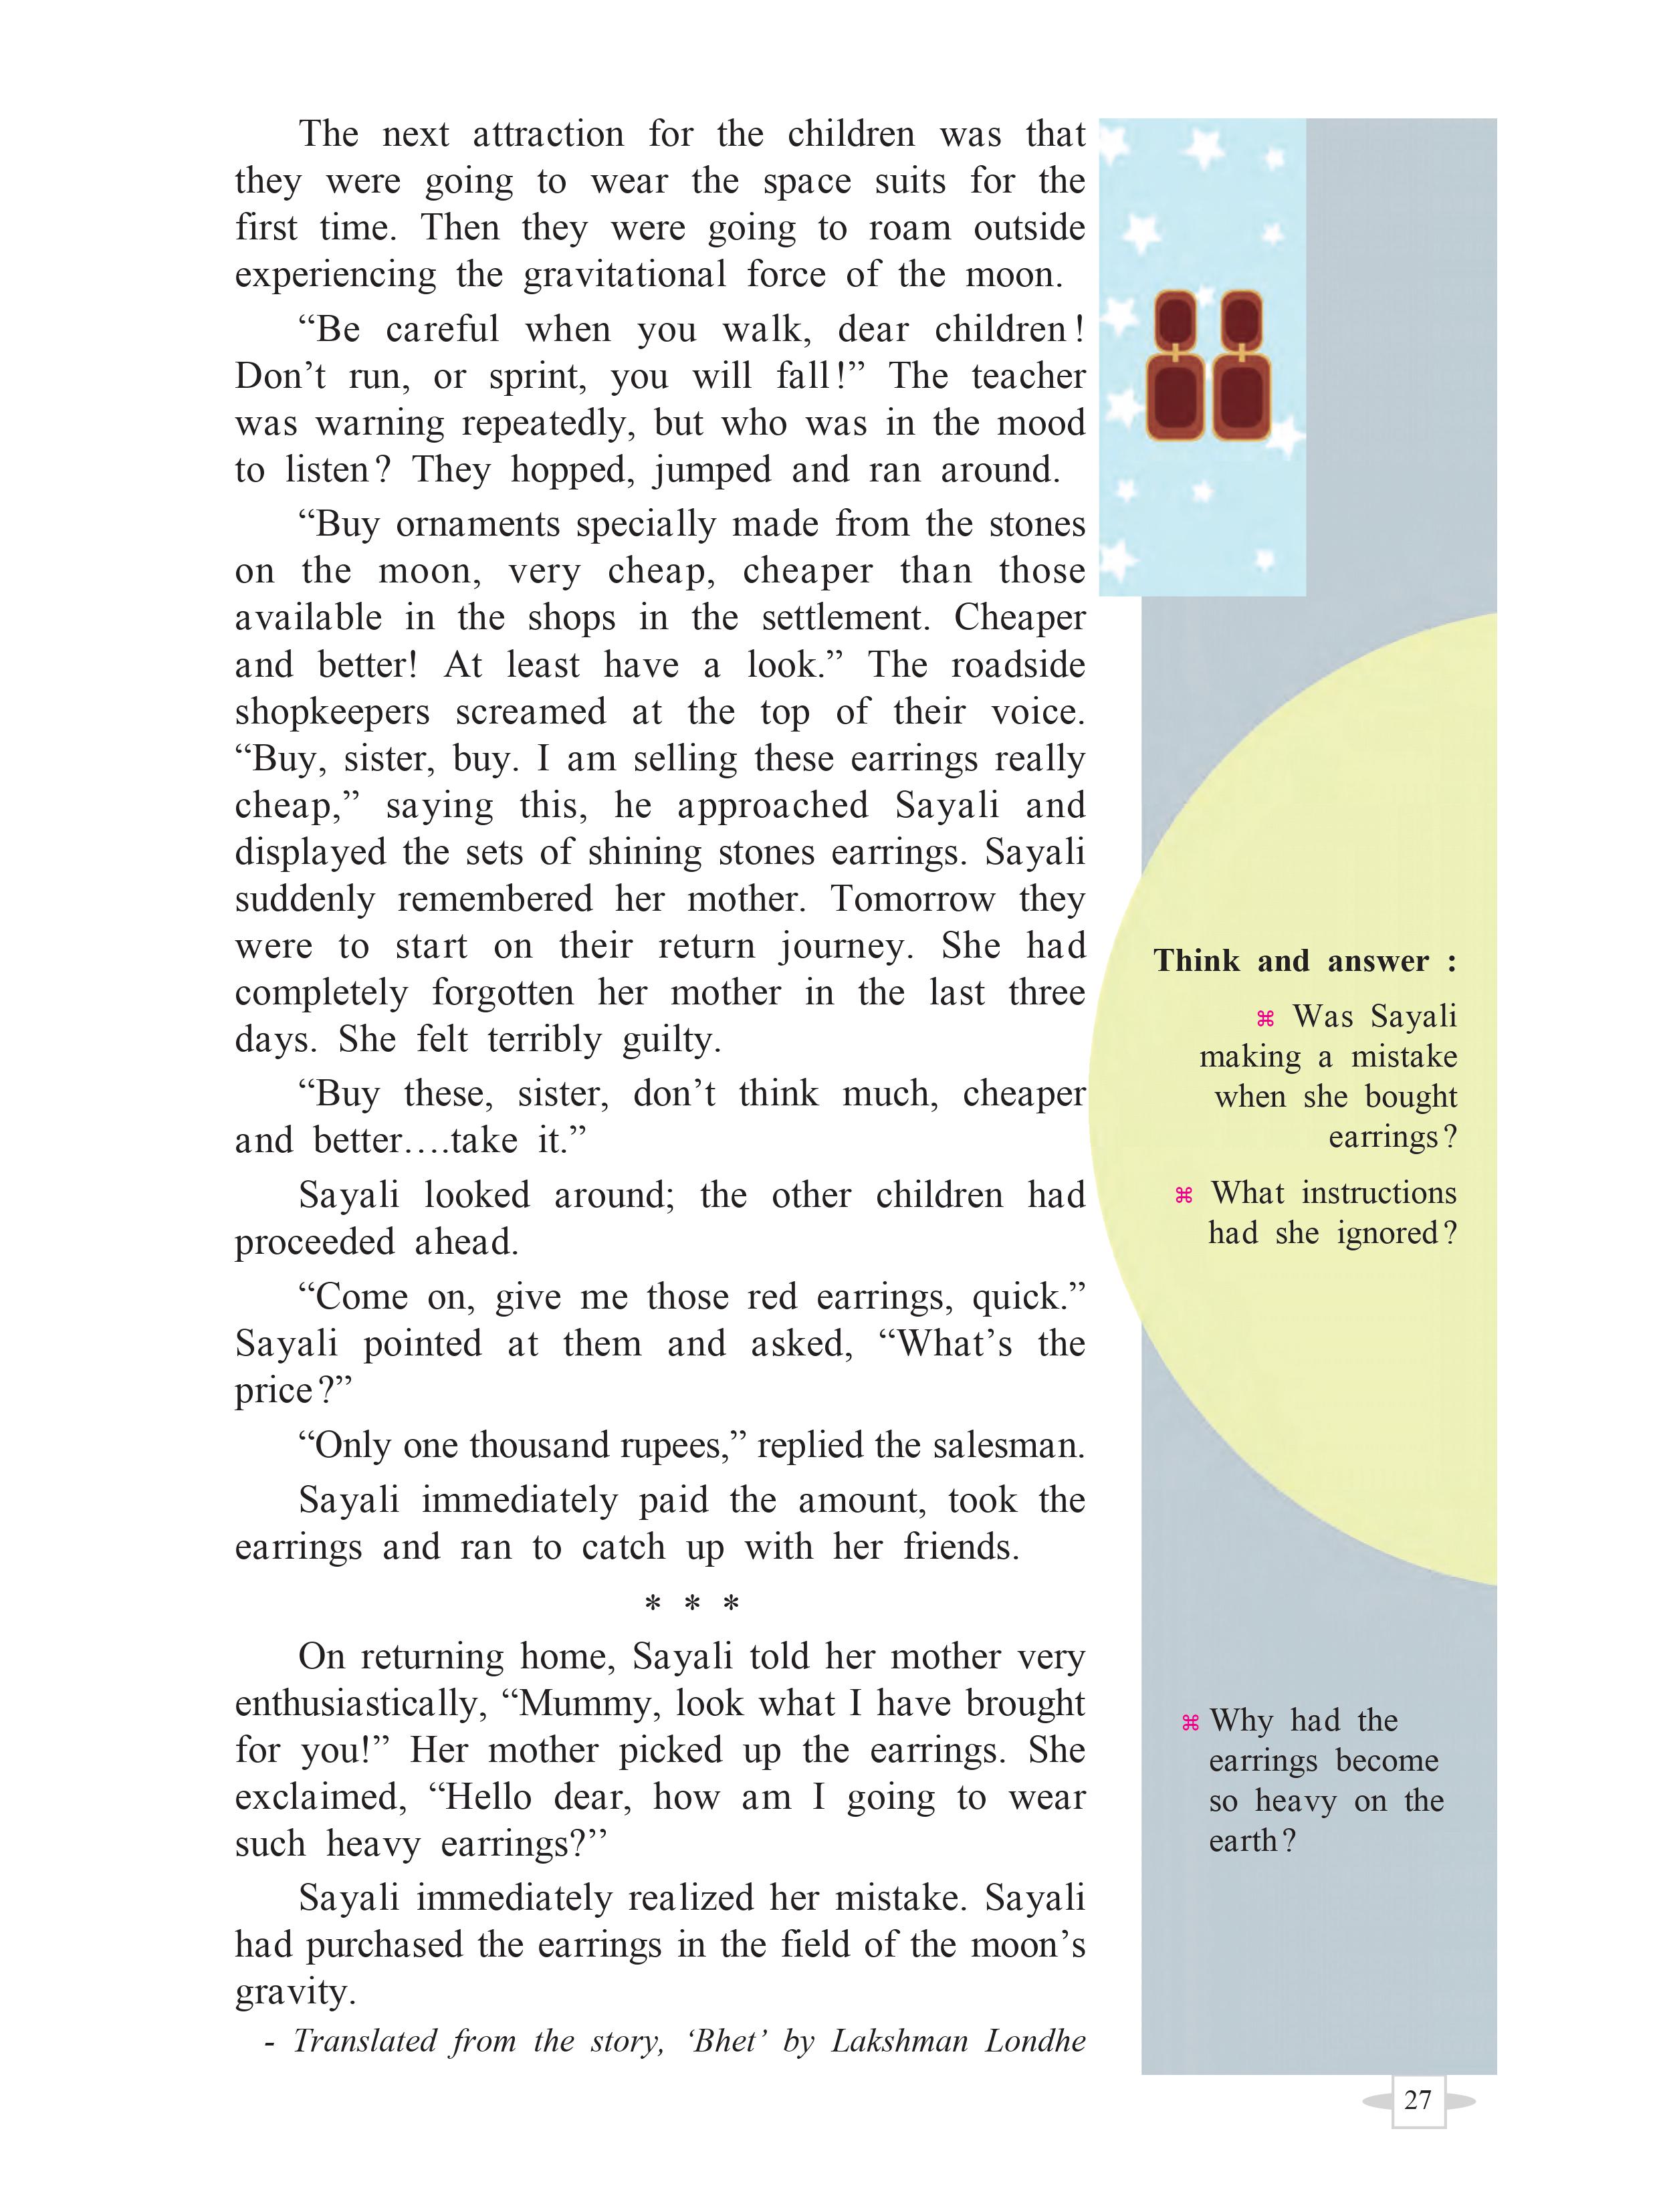 The next attraction for the children was that
they were going to wear the space suits for the
first time. Then they were going to roam outside
experiencing the gravitational force of the moon.
“Be careful when you walk, dear children!
Don’t run, or sprint, you will fall!” The teacher
was warning repeatedly, but who was in the mood
to listen? They hopped, jumped and ran around.
“Buy ornaments specially made from the stones
on the moon, very cheap, cheaper than those
available in the shops in the settlement. Cheaper
and better! At least have a look.” The roadside
shopkeepers screamed at the top of their voice.
“Buy, sister, buy. I am selling these earrings really
cheap,” saying this, he approached Sayali and
displayed the sets of shining stones earrings. Sayali
suddenly remembered her mother. Tomorrow they
were to start on their return journey. She had
completely forgotten her mother in the last three
days. She felt terribly guilty.
“Buy these, sister, don’t think much, cheaper
and better....take it.”
Sayali looked around; the other children had
proceeded ahead.
“Come on, give me those red earrings, quick.”
Sayali pointed at them and asked, “What’s the
price?”
“Only one thousand rupees,” replied the salesman.
Sayali immediately paid the amount, took the
earrings and ran to catch up with her friends.
* * *
On returning home, Sayali told her mother very
enthusiastically, “Mummy, look what I have brought
for you!” Her mother picked up the earrings. She
exclaimed, “Hello dear, how am I going to wear
such heavy earrings?’’
Sayali immediately realized her mistake. Sayali
had purchased the earrings in the field of the moon’s
gravity.
- Translated from the story, ‘Bhet’ by Lakshman Londhe
Think and answer :
⌘ Was Sayali
making a mistake
when she bought
earrings?
⌘ What instructions
had she ignored?
⌘ Why had the
earrings become
so heavy on the
earth?
27